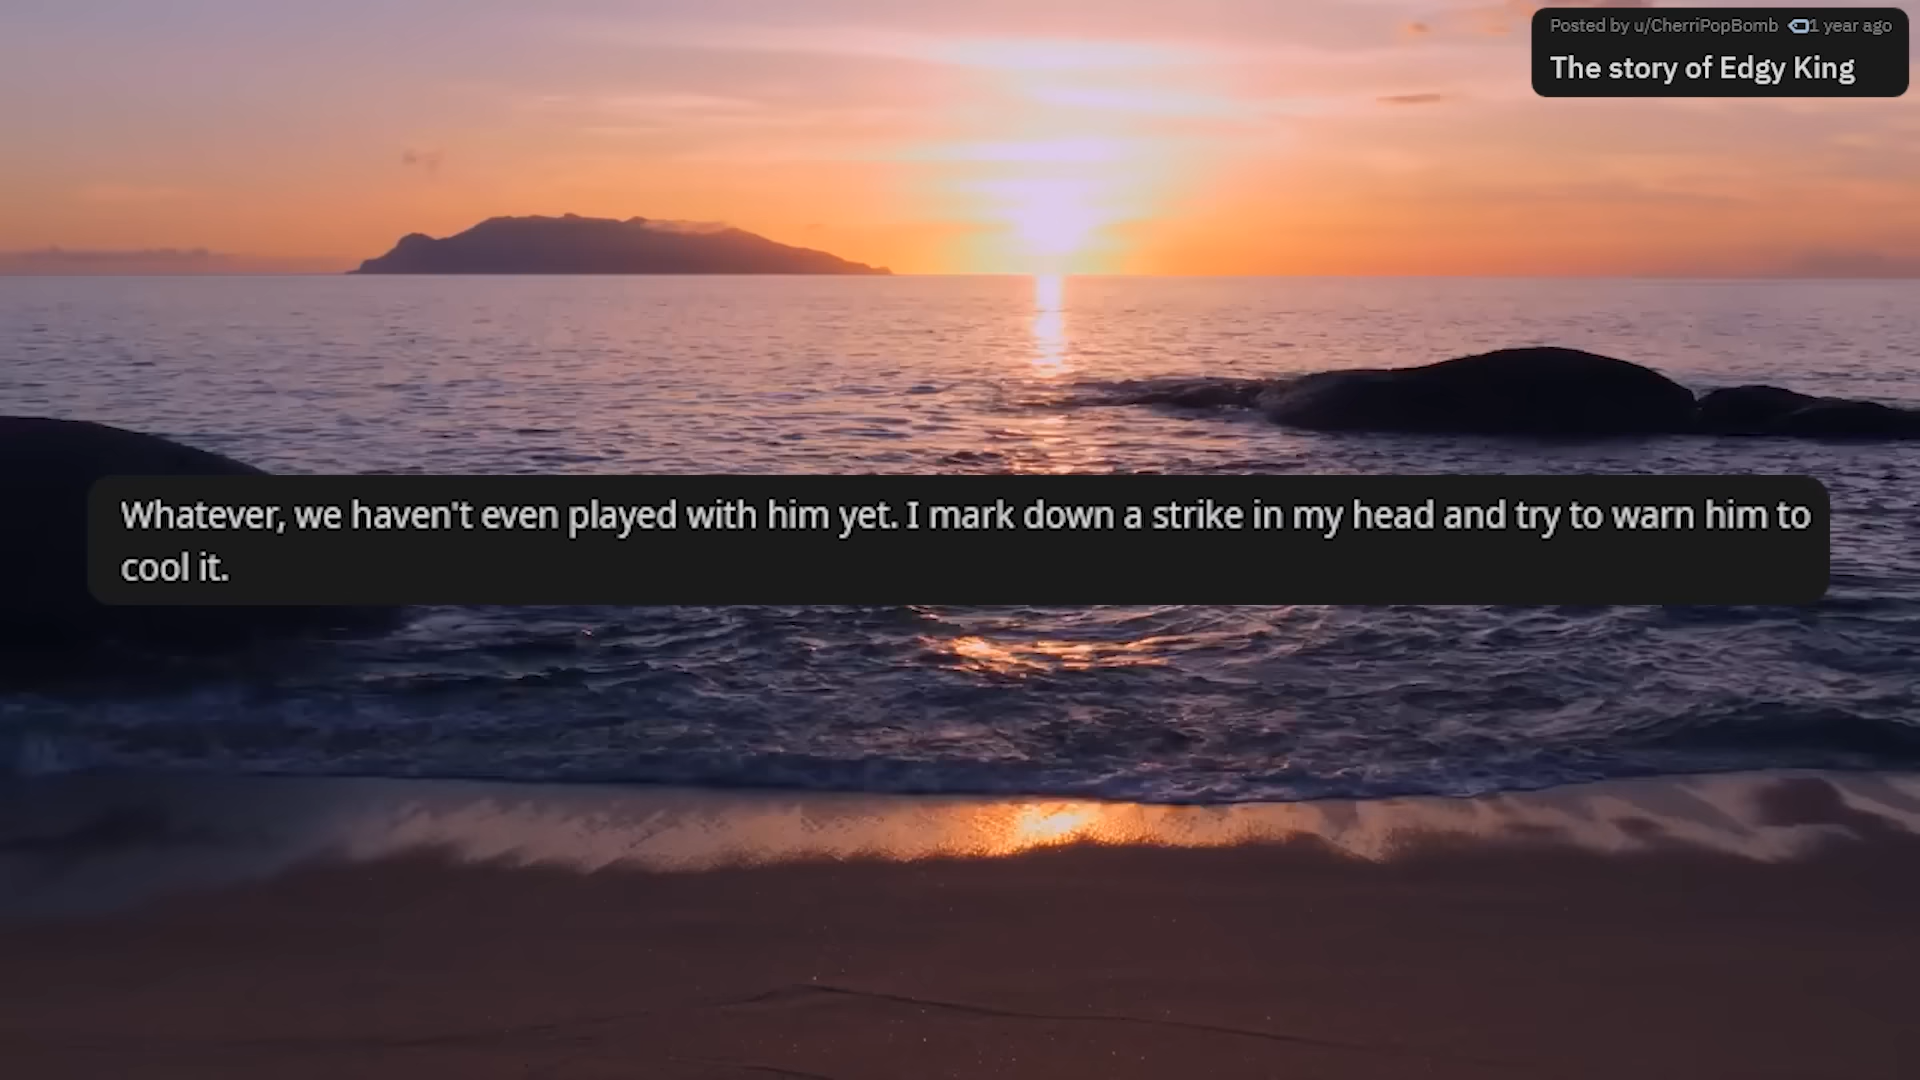 Posted by u/CherriPopBomb 1 year ago
The story of Edgy King
Whatever, we haven't even played with him yet. I mark down a strike in my head and try to warn him to
cool it.